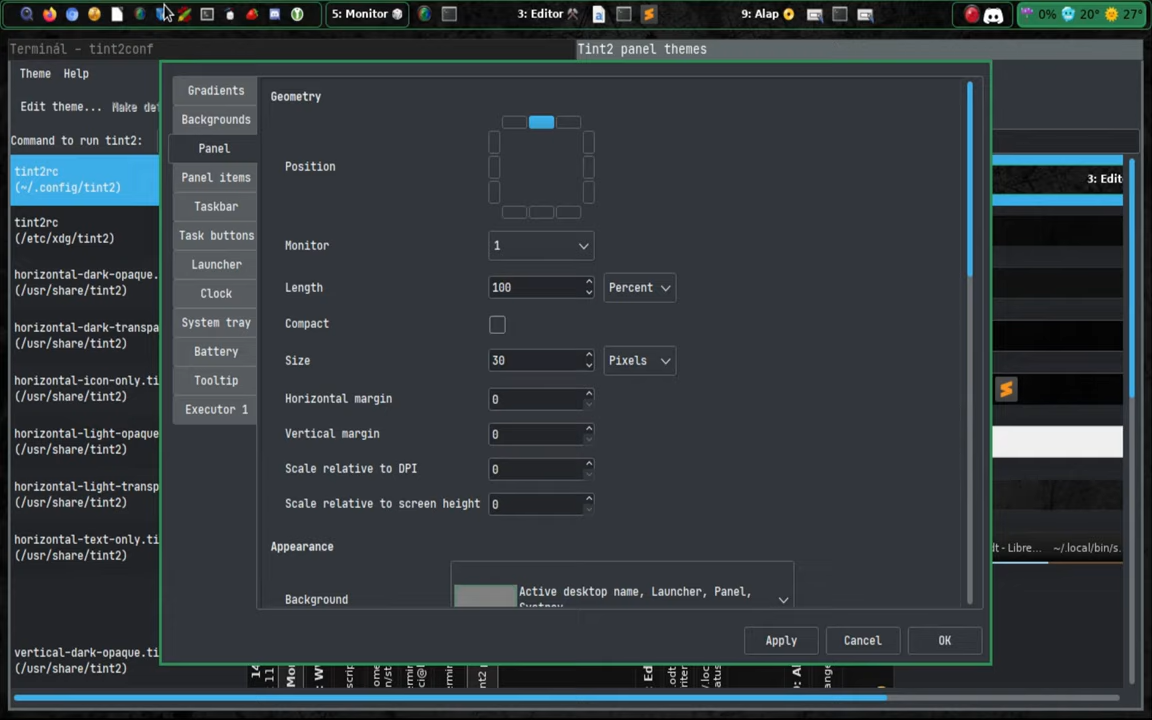 5: Monitor
3: Editor
9: Alap
0% 20° 27°
Terminál - tint2conf
Tint2 panel themes
Theme Help
Edit theme...
Command to run tint2:
tint2rc
(~/.config/tint2)
tint2rc
(/etc/xdg/tint2)
horizontal-dark-opaque.
(/usr/share/tint2)
horizontal-dark-transpa
(/usr/share/tint2)
horizontal-icon-only.ti
(/usr/share/tint2)
horizontal-light-opaque
(/usr/share/tint2)
horizontal-light-transp
(/usr/share/tint2)
horizontal-text-only.ti
(/usr/share/tint2)
vertical-dark-opaque.ti
(/usr/share/tint2)
Gradients
Backgrounds
Panel
Panel items
Taskbar
Task buttons
Launcher
Clock
System tray
Battery
Tooltip
Executor 1
Geometry
Position
Monitor 1
Length 100 Percent
Compact
Size 30 Pixels
Horizontal margin 0
Vertical margin 0
Scale relative to DPI 0
Scale relative to screen height 0
Appearance
Background Active desktop name, Launcher, Panel,
Apply Cancel OK
3: Edit
dt - Libre... ~/.local/bin/s.